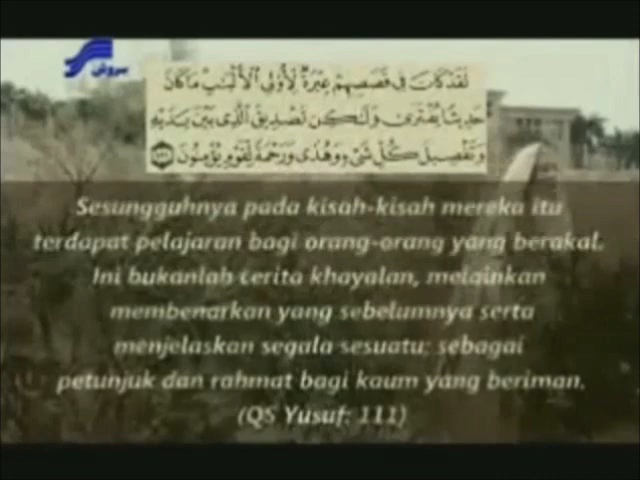 سروش
لَقَدْ كَانَ فِي قَصَصِهِمْ عِبْرَةٌ لِأُولِي الْأَلْبَابِ مَا كَانَ
حَدِيثًا يُفْتَرَى وَلَٰكِن تَصْدِيقَ الَّذِي بَيْنَ يَدَيْهِ
وَتَفْصِيلَ كُلِّ شَيْءٍ وَهُدًى وَرَحْمَةً لِقَوْمٍ يُؤْمِنُونَ ١١١
Sesungguhnya pada kisah-kisah mereka itu
terdapat pelajaran bagi orang-orang yang berakal.
Ini bukanlah cerita khayalan, melainkan
membenarkan yang sebelumnya serta
menjelaskan segala sesuatu; sebagai
petunjuk dan rahmat bagi kaum yang beriman.
(QS Yusuf: 111)